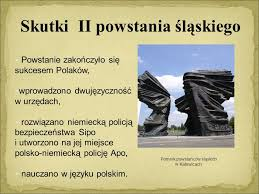 Skutki II powstania śląskiego
Powstanie zakończyło się
sukcesem Polaków,
wprowadzono dwujęzyczność
w urzędach,
rozwiązano niemiecką policją
bezpieczeństwa Sipo
i utworzono na jej miejsce
polsko-niemiecką policję Apo,
nauczano w języku polskim.
Pomnik powstańców śląskich
w Katowicach